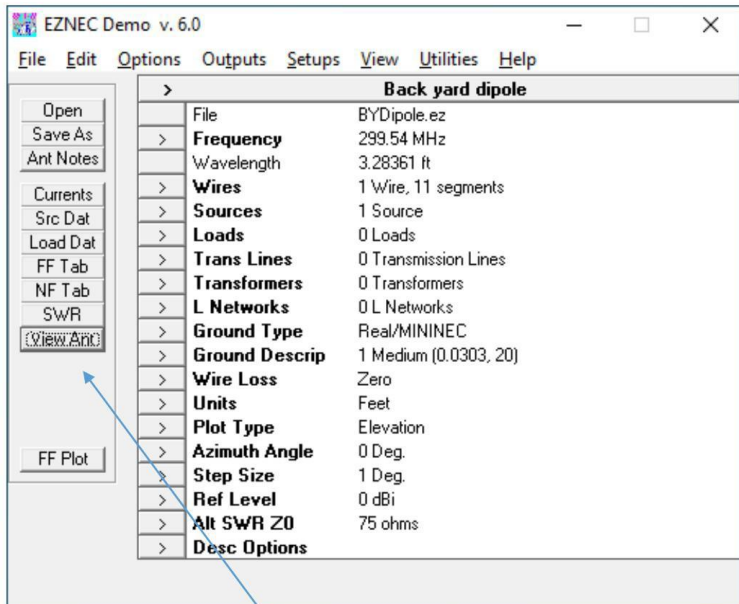 EZNEC Demo v. 6.0
File Edit Options Outputs Setups View Utilities Help
Open
Save As
Ant Notes
Currents
Src Dat
Load Dat
FF Tab
NF Tab
SWR
View Ant
FF Plot
> Back yard dipole
File BYDipole.ez
> Frequency 299.54 MHz
Wavelength 3.28361 ft
> Wires 1 Wire, 11 segments
> Sources 1 Source
> Loads 0 Loads
> Trans Lines 0 Transmission Lines
> Transformers 0 Transformers
> L Networks 0 L Networks
> Ground Type Real/MININEC
> Ground Descrip 1 Medium (0.0303, 20)
> Wire Loss Zero
> Units Feet
> Plot Type Elevation
> Azimuth Angle 0 Deg.
> Step Size 1 Deg.
> Ref Level 0 dBi
> Alt SWR Z0 75 ohms
> Desc Options